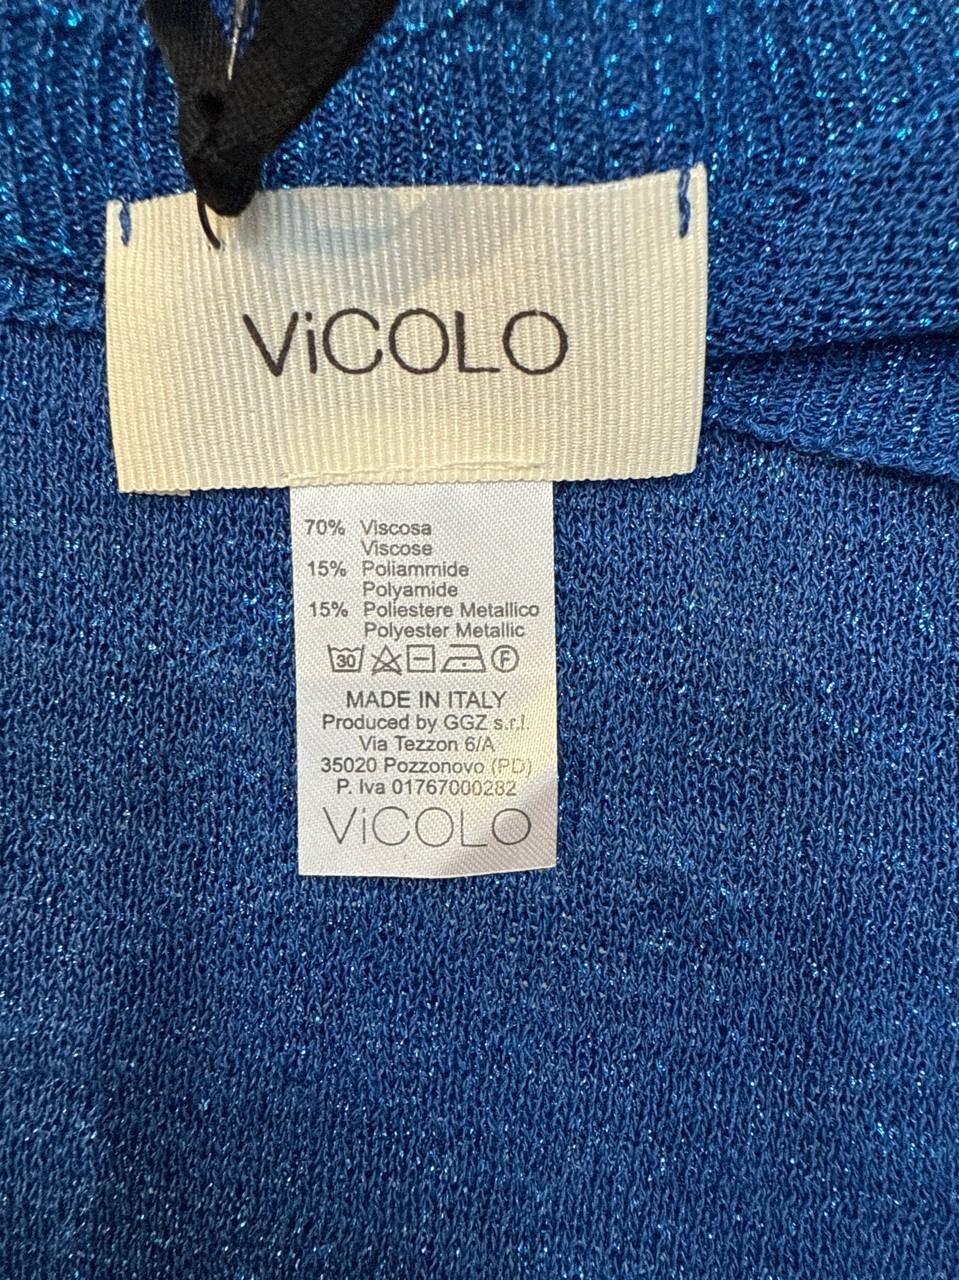 ViCOLO
70% Viscosa
Viscose
15% Poliammide
Polyamide
15% Poliestere Metallico
Polyester Metallic
30 F
MADE IN ITALY
Produced by GGZ s.r.l.
Via Tezzon 6/A
35020 Pozzonovo (PD)
P. Iva 01767000282
ViCOLO